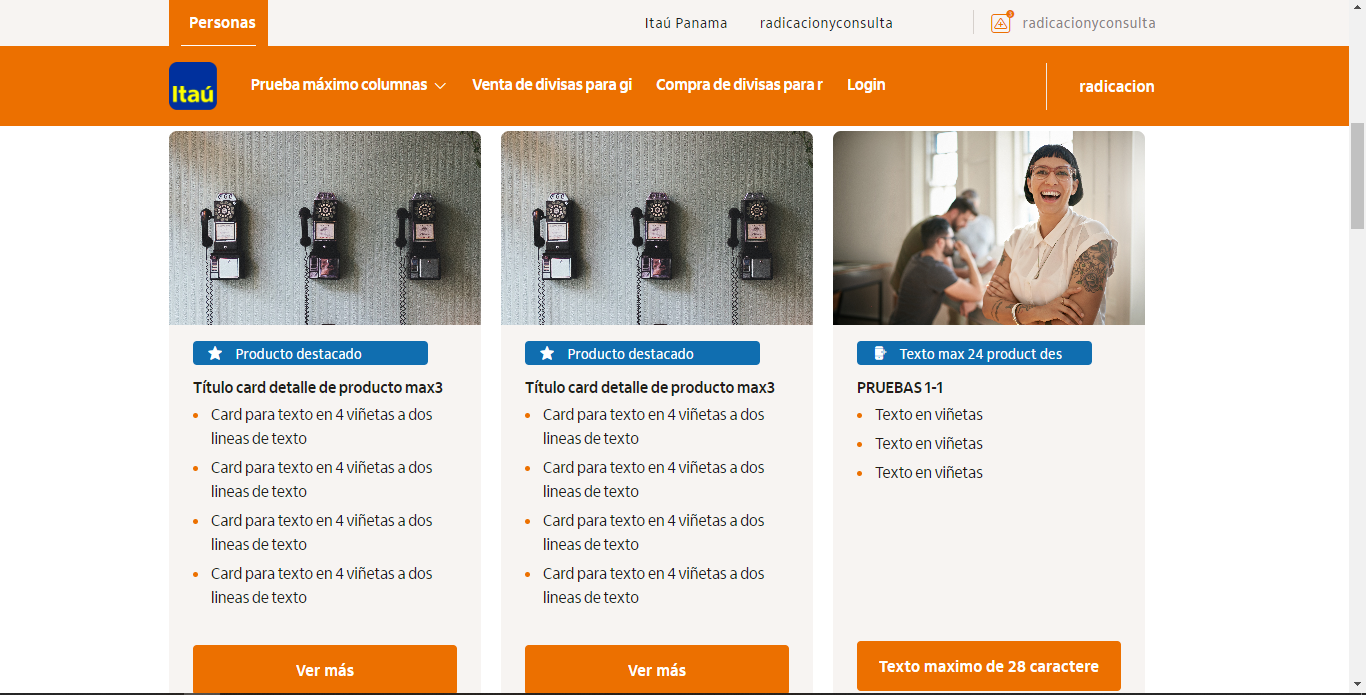 Personas
Itaú Panama
radicacionyconsulta
radicacionyconsulta
Itaú
Prueba máximo columnas
Venta de divisas para gi
Compra de divisas para r
Login
radicacion
Producto destacado
Título card detalle de producto max3
Card para texto en 4 viñetas a dos
lineas de texto
Card para texto en 4 viñetas a dos
lineas de texto
Card para texto en 4 viñetas a dos
lineas de texto
Card para texto en 4 viñetas a dos
lineas de texto
Ver más
Producto destacado
Título card detalle de producto max3
Card para texto en 4 viñetas a dos
lineas de texto
Card para texto en 4 viñetas a dos
lineas de texto
Card para texto en 4 viñetas a dos
lineas de texto
Card para texto en 4 viñetas a dos
lineas de texto
Ver más
Texto max 24 product des
PRUEBAS 1-1
Texto en viñetas
Texto en viñetas
Texto en viñetas
Texto maximo de 28 caractere